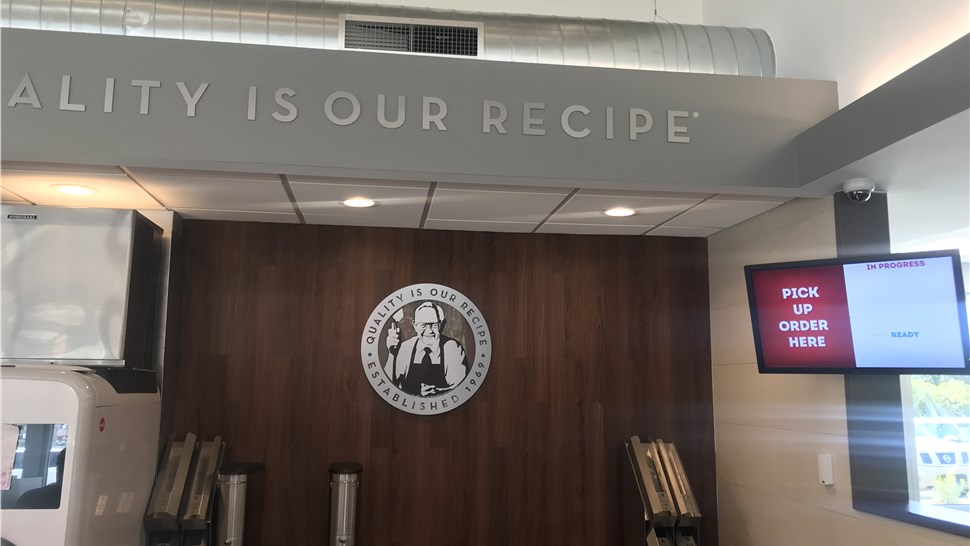 ALITY IS OUR RECIPE®
QUALITY IS OUR RECIPE
• ESTABLISHED 1969 •
PICK
UP
ORDER
HERE
IN PROGRESS
READY